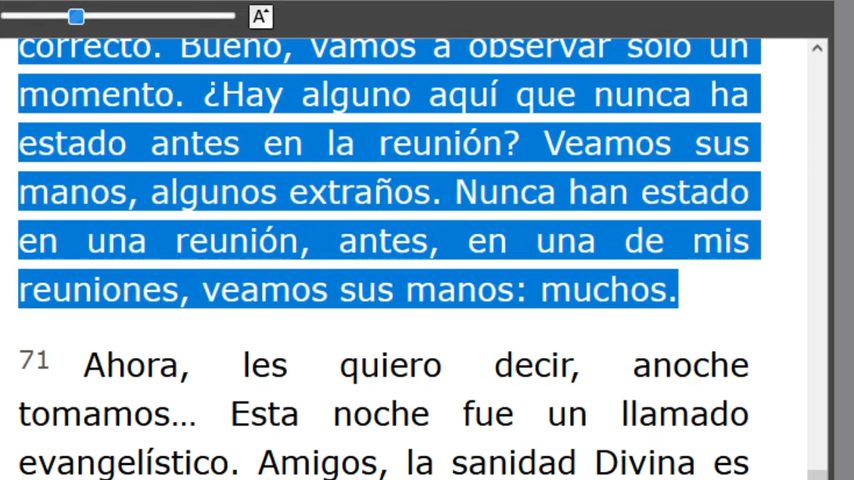 A
correcto. Bueno, vamos a observar sólo un
momento. ¿Hay alguno aquí que nunca ha
estado antes en la reunión? Veamos sus
manos, algunos extraños. Nunca han estado
en una reunión, antes, en una de mis
reuniones, veamos sus manos: muchos.
71 Ahora, les quiero decir, anoche
tomamos... Esta noche fue un llamado
evangelístico. Amigos, la sanidad Divina es